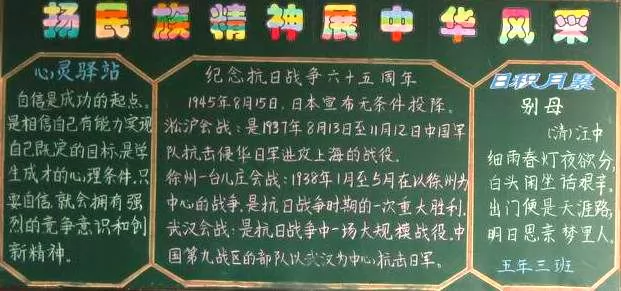 扬民族精神展中华风采
心灵驿站
自信是成功的起点。
是相信自己有能力实现
自己既定的目标,是学
生成才的心理条件。只
要自信,就会拥有强
烈的竞争意识和创
新精神。
纪念抗日战争六十五周年
1945年8月15日,日本宣布无条件投降。
淞沪会战:是1937年8月13日至11月12日中国军
队抗击侵华日军进攻上海的战役。
徐州一台儿庄会战:1938年1月至5月在以徐州为
中心的战争,是抗日战争时期的一次重大胜利.
武汉会战:是抗日战争中一场大规模战役.中
国第九战区的部队以武汉为中心,抗击日军。
日积月累
别母
(清)汪中
细雨春灯夜欲分,
白头闲坐话艰辛。
出门便是天涯路,
明日思亲梦里人。
五年三班